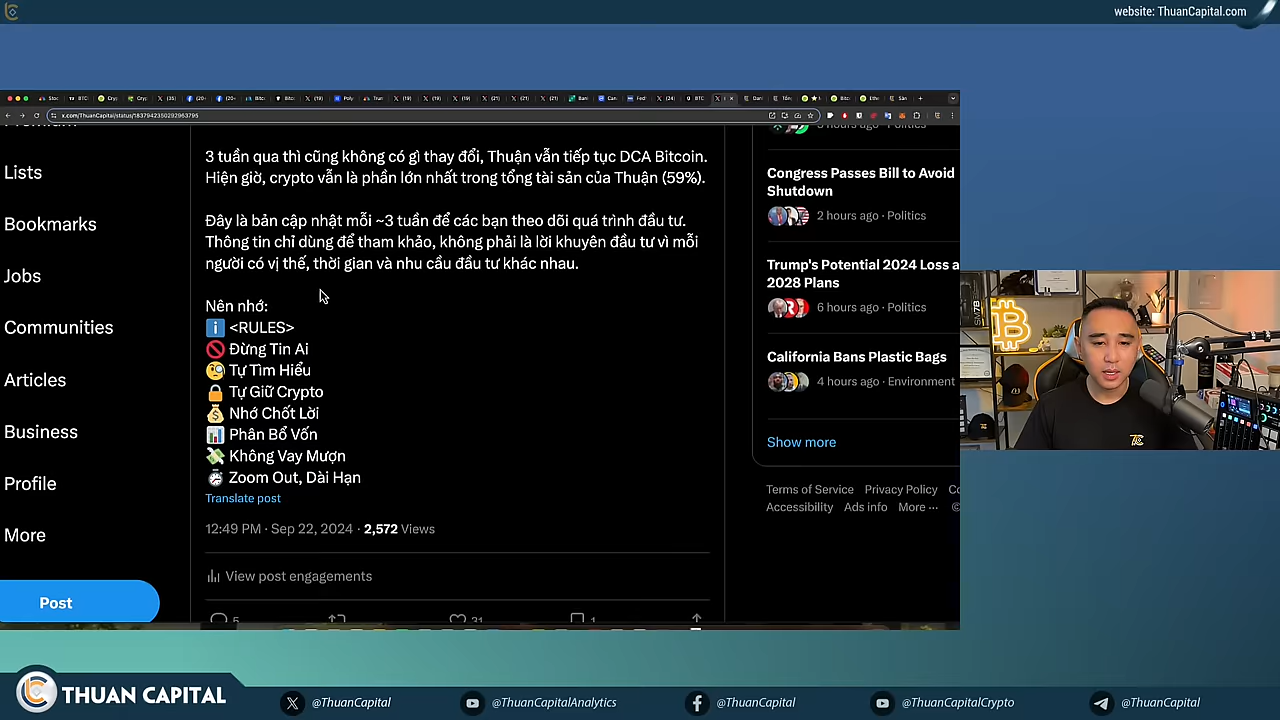 website: ThuanCapital.com
x.com/ThuanCapital/status/1837942350292963795
Lists
Bookmarks
Jobs
Communities
Articles
Business
Profile
More
Post
3 tuần qua thì cũng không có gì thay đổi, Thuận vẫn tiếp tục DCA Bitcoin.
Hiện giờ, crypto vẫn là phần lớn nhất trong tổng tài sản của Thuận (59%).
Đây là bản cập nhật mỗi ~3 tuần để các bạn theo dõi quá trình đầu tư.
Thông tin chỉ dùng để tham khảo, không phải là lời khuyên đầu tư vì mỗi
người có vị thế, thời gian và nhu cầu đầu tư khác nhau.
Nên nhớ:
<RULES>
Đừng Tin Ai
Tự Tìm Hiểu
Tự Giữ Crypto
Nhớ Chốt Lời
Phân Bổ Vốn
Không Vay Mượn
Zoom Out, Dài Hạn
Translate post
12:49 PM · Sep 22, 2024 · 2,572 Views
View post engagements
5
31
1
Congress Passes Bill to Avoid
Shutdown
2 hours ago · Politics
Trump's Potential 2024 Loss a
2028 Plans
6 hours ago · Politics
California Bans Plastic Bags
4 hours ago · Environment
Show more
Terms of Service Privacy Policy
Accessibility Ads info More ···
THUAN CAPITAL
@ThuanCapital
@ThuanCapitalAnalytics
@ThuanCapital
@ThuanCapitalCrypto
@ThuanCapital